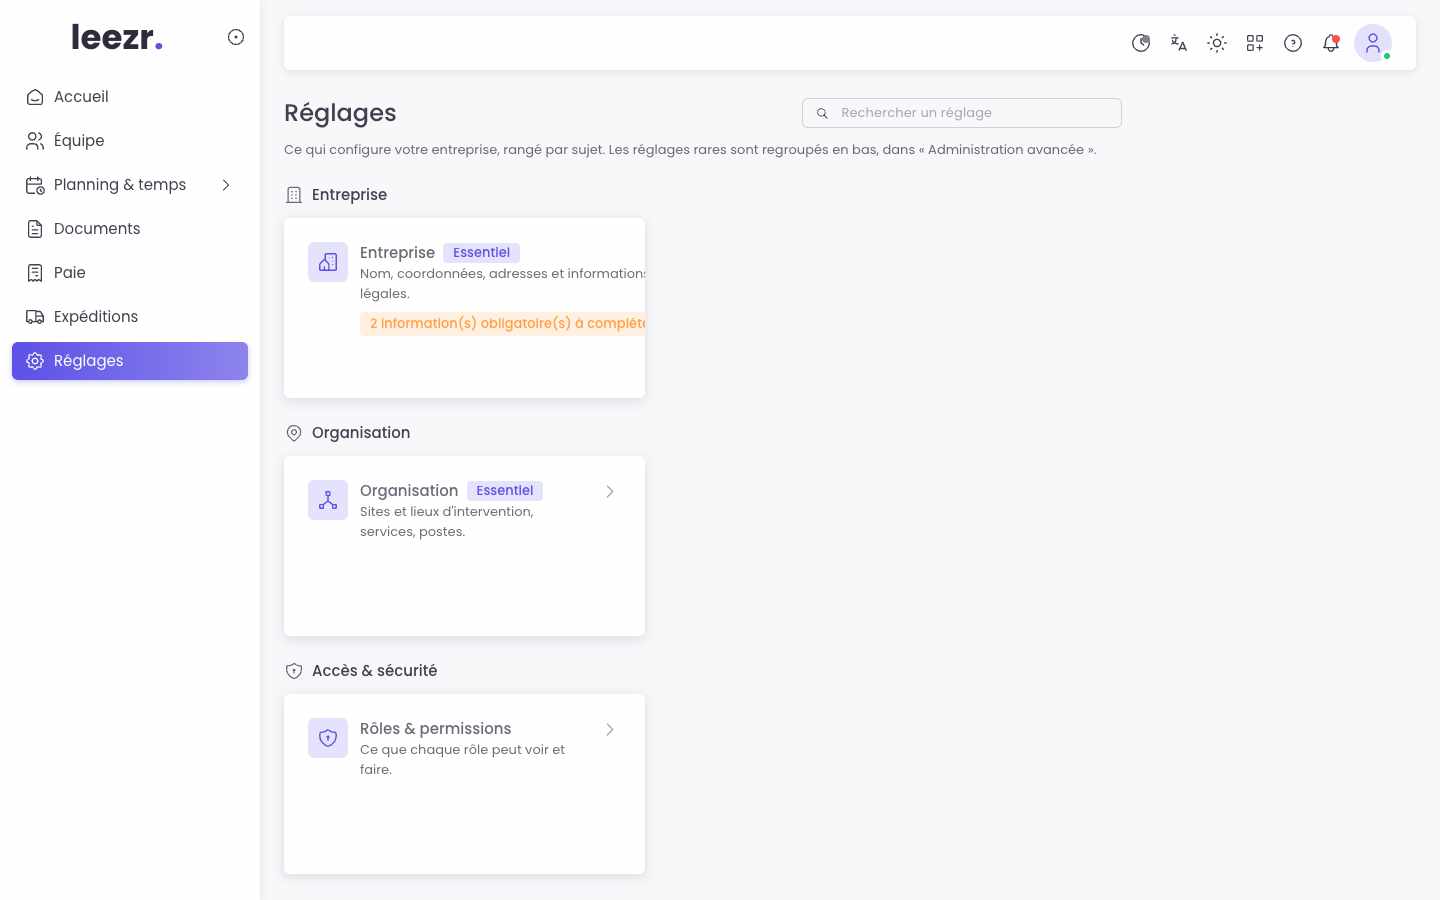 leezr.
Accueil
Équipe
Planning & temps
Documents
Paie
Expéditions
Réglages
Réglages
Rechercher un réglage
Ce qui configure votre entreprise, rangé par sujet. Les réglages rares sont regroupés en bas, dans « Administration avancée ».
Entreprise
Entreprise Essentiel
Nom, coordonnées, adresses et informations
légales.
2 information(s) obligatoire(s) à
Organisation
Organisation Essentiel
Sites et lieux d'intervention,
services, postes.
Accès & sécurité
Rôles & permissions
Ce que chaque rôle peut voir et
faire.